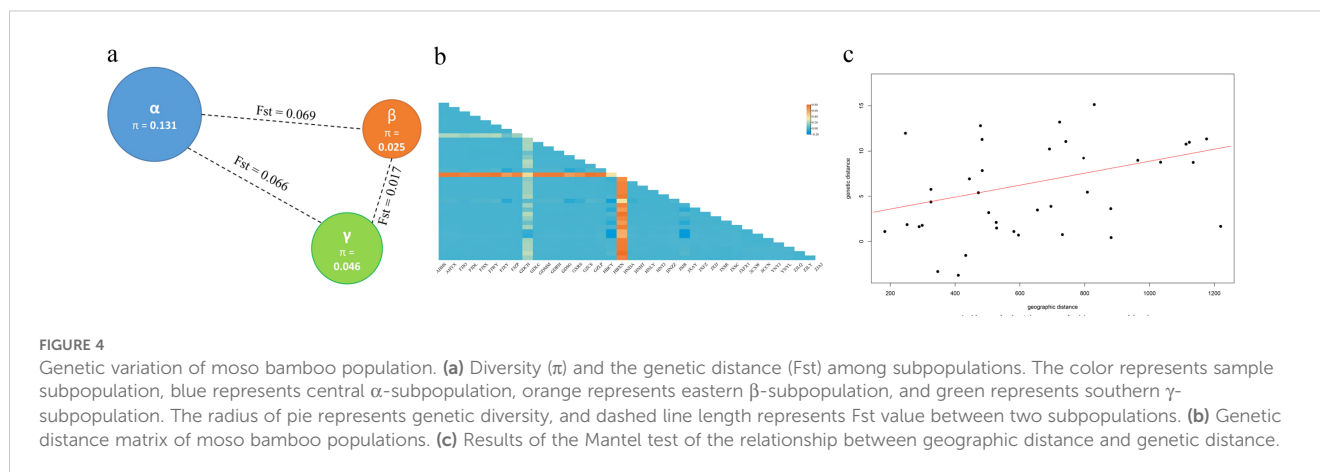 a
α
π = 0.131
Fst = 0.069
β
π =
0.025
Fst = 0.066
Fst = 0.017
γ
π =
0.046
b
c
genetic distance
15
10
5
0
200
400
600
800
1000
1200
geographic distance
FIGURE 4
Genetic variation of moso bamboo population. (a) Diversity (π) and the genetic distance (Fst) among subpopulations. The color represents sample
subpopulation, blue represents central α-subpopulation, orange represents eastern β-subpopulation, and green represents southern γ-
subpopulation. The radius of pie represents genetic diversity, and dashed line length represents Fst value between two subpopulations. (b) Genetic
distance matrix of moso bamboo populations. (c) Results of the Mantel test of the relationship between geographic distance and genetic distance.